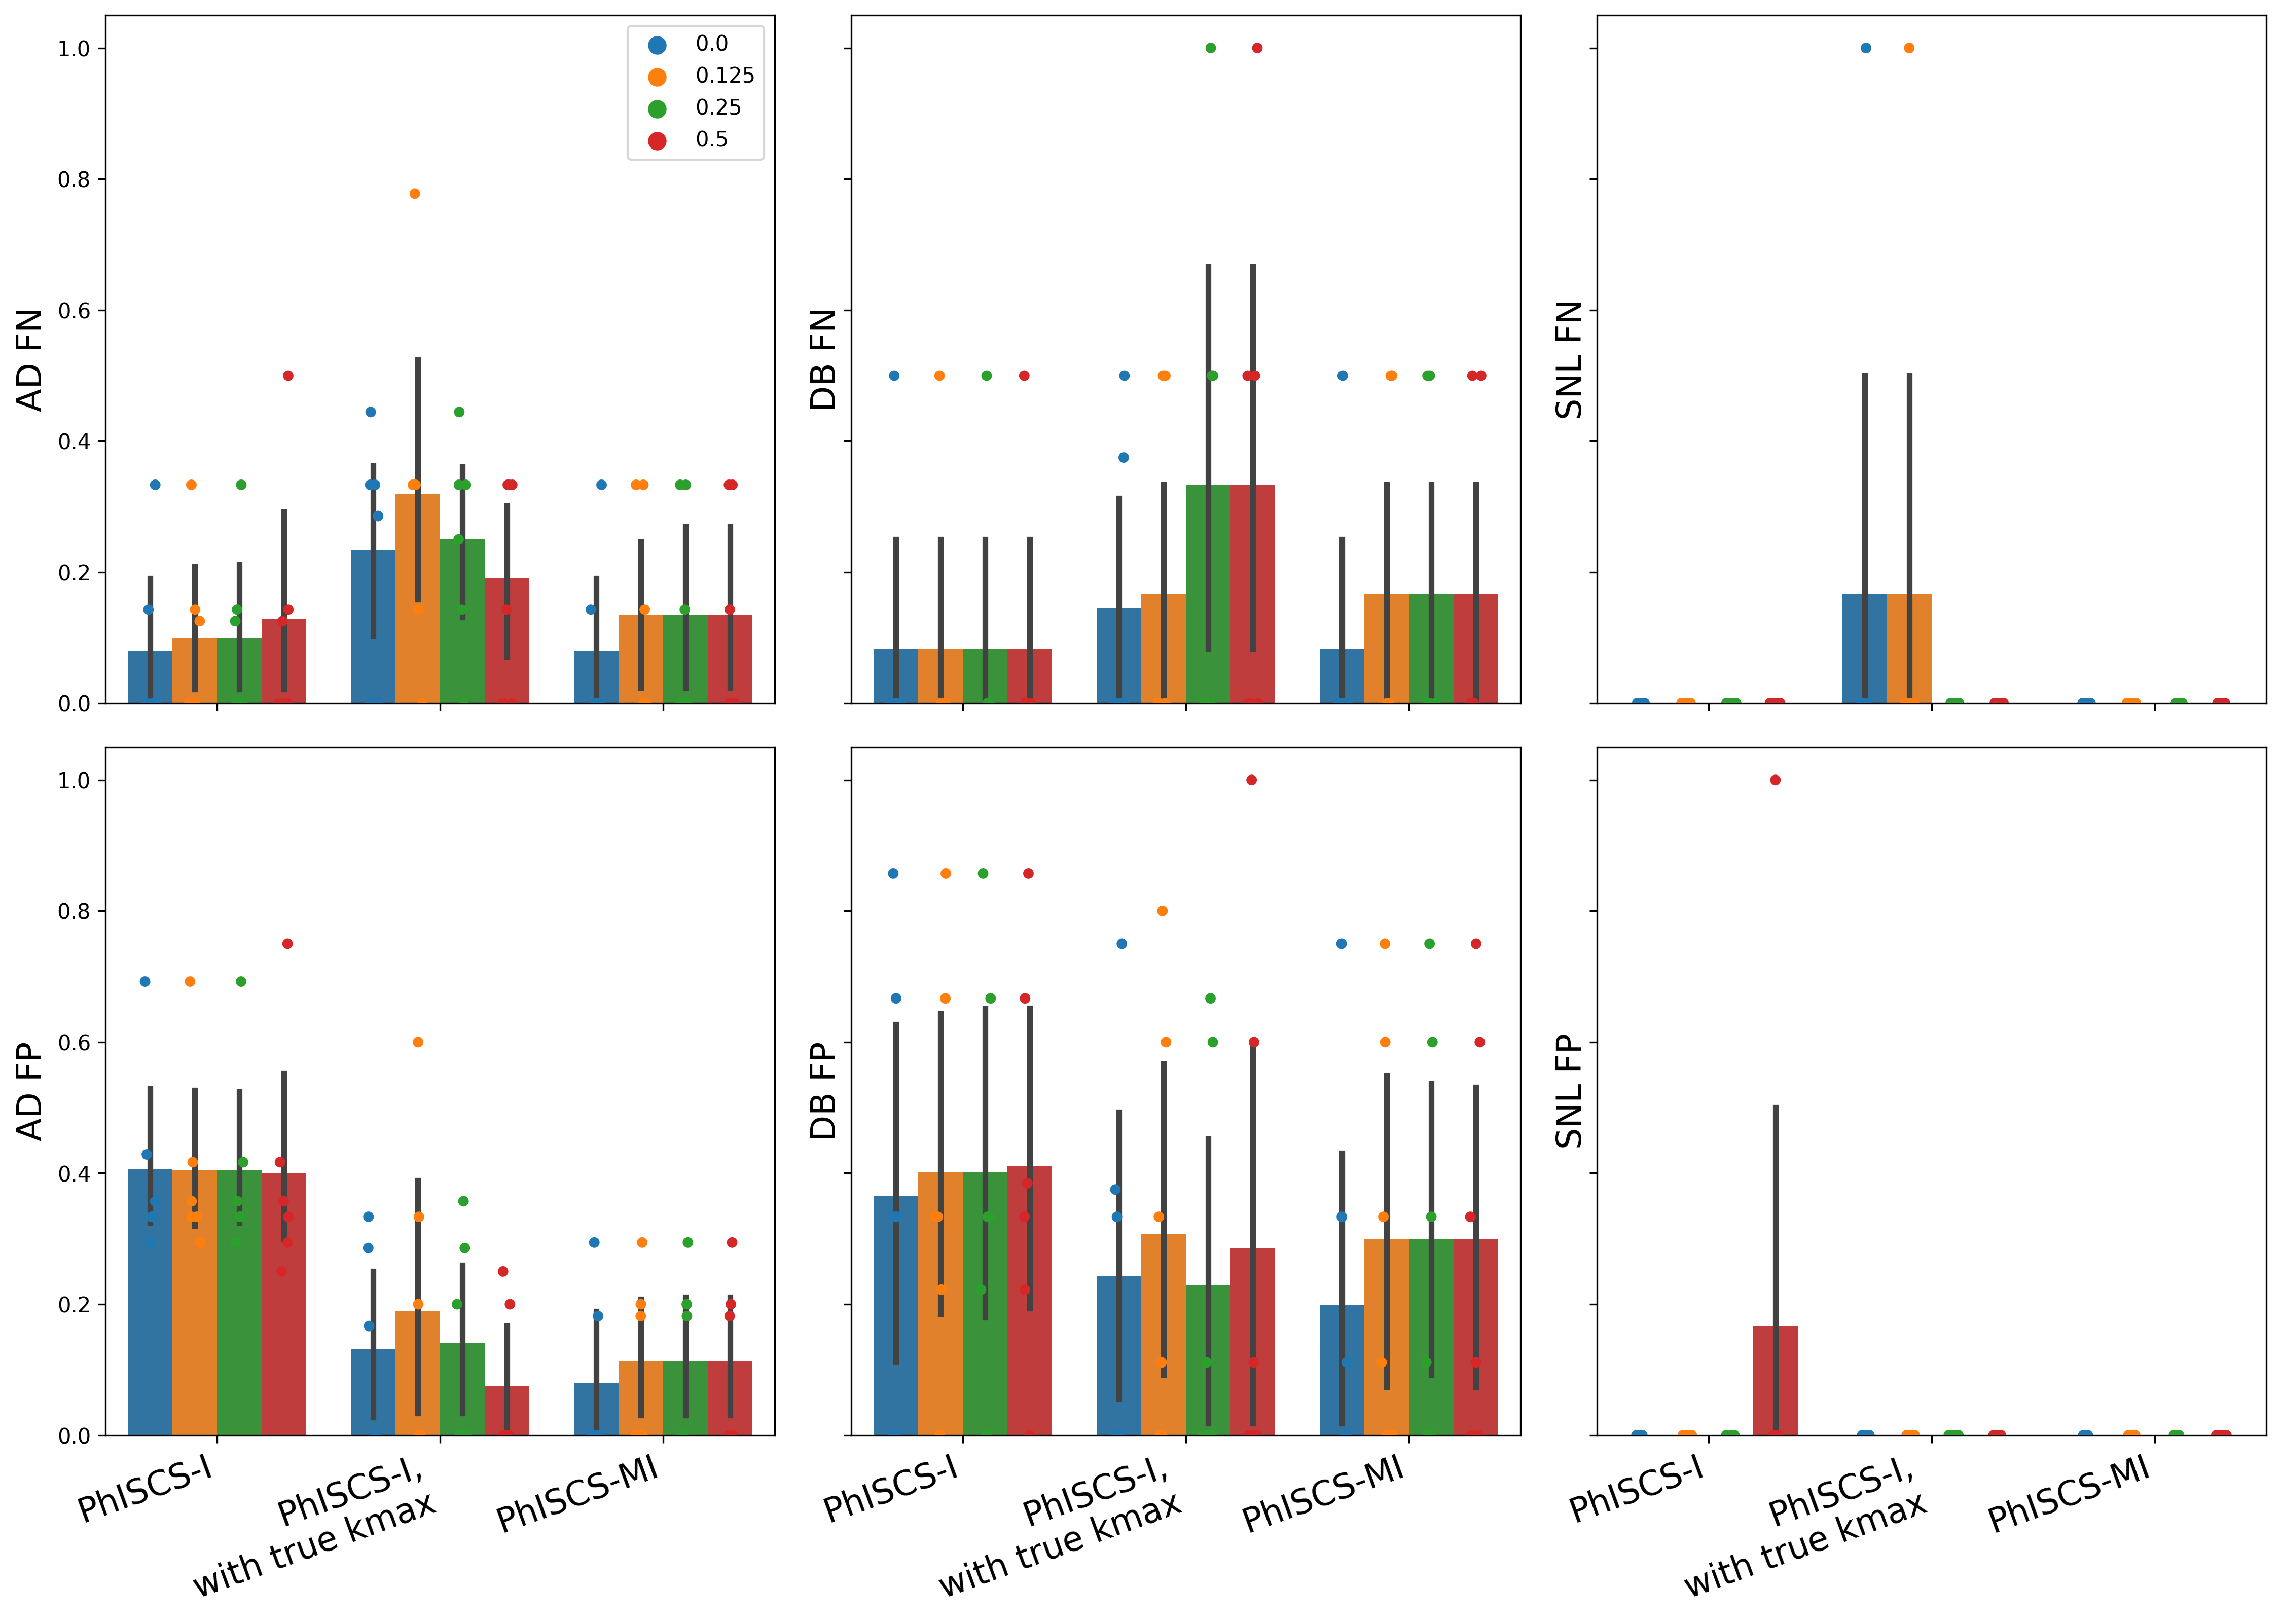 1.0
0.8
0.6
0.4
0.2
0.0
AD FN
0.0
0.125
0.25
0.5
DB FN
SNL FN
1.0
0.8
0.6
0.4
0.2
0.0
AD FP
DB FP
SNL FP
PhISCS-I
PhISCS-I,
with true kmax
PhISCS-MI
PhISCS-I
PhISCS-I,
with true kmax
PhISCS-MI
PhISCS-I
PhISCS-I,
with true kmax
PhISCS-MI